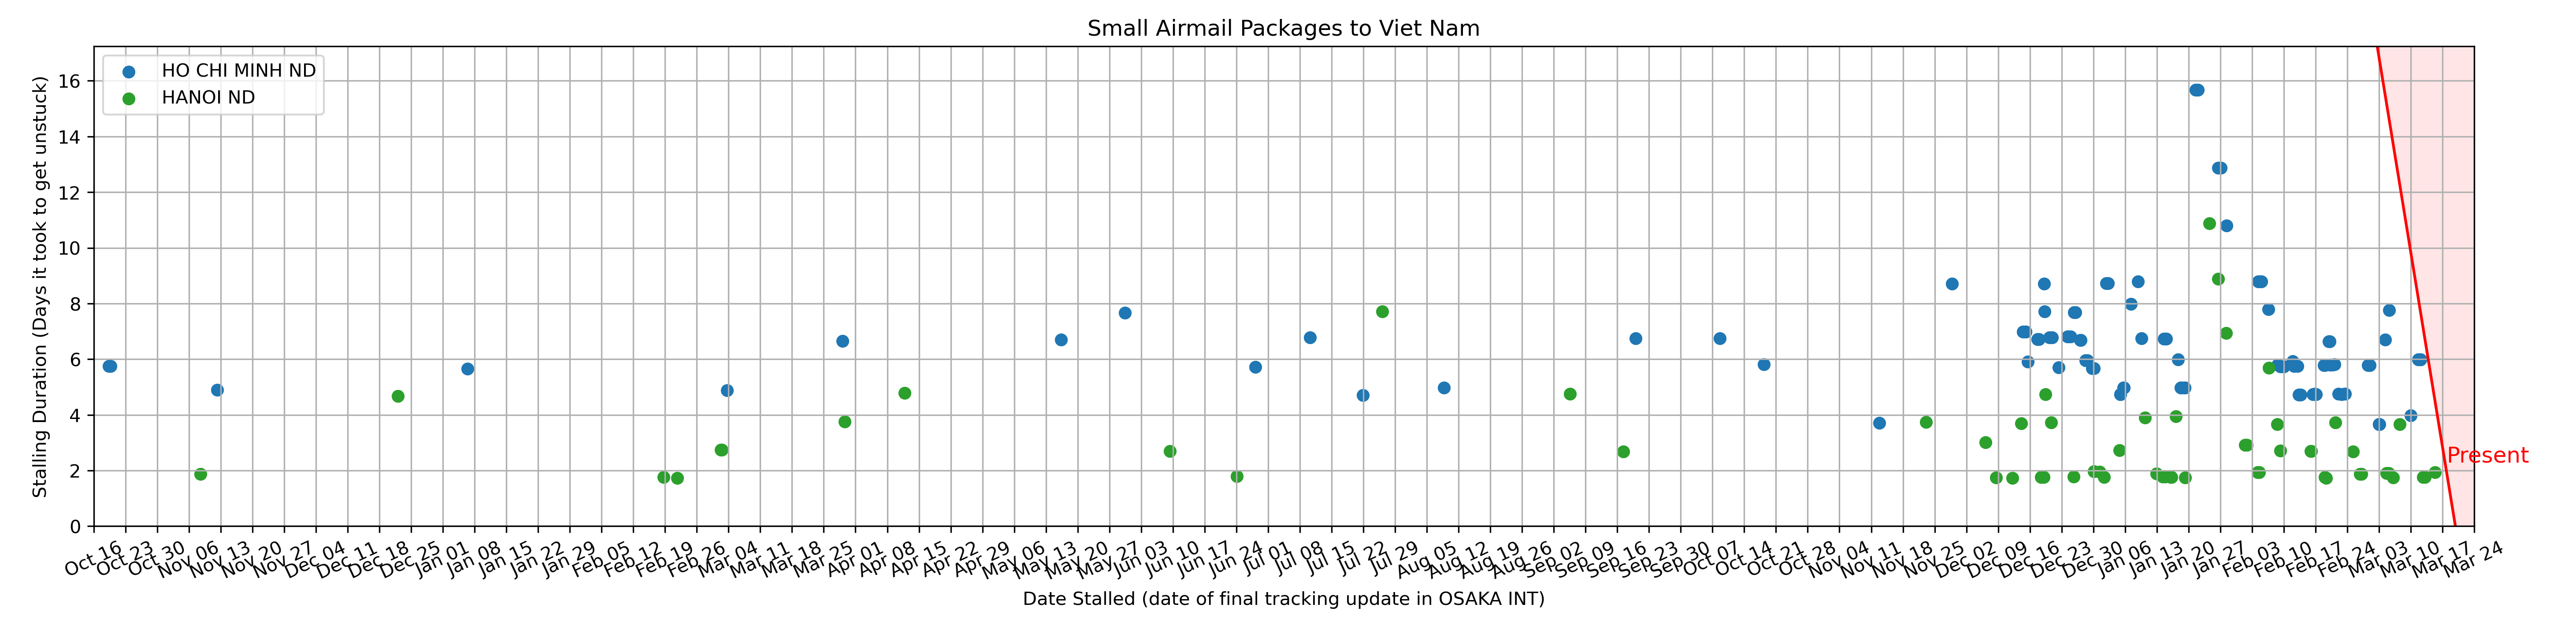 Small Airmail Packages to Viet Nam
HO CHI MINH ND
HANOI ND
Stalling Duration (Days it took to get unstuck)
16
14
12
10
8
6
4
2
0
Present
Oct 16
Oct 23
Oct 30
Nov 06
Nov 13
Nov 20
Nov 27
Dec 04
Dec 11
Dec 18
Dec 25
Jan 01
Jan 08
Jan 15
Jan 22
Jan 29
Feb 05
Feb 12
Feb 19
Feb 26
Mar 04
Mar 11
Mar 18
Mar 25
Apr 01
Apr 08
Apr 15
Apr 22
Apr 29
May 06
May 13
May 20
May 27
Jun 03
Jun 10
Jun 17
Jun 24
Jul 01
Jul 08
Jul 15
Jul 22
Jul 29
Aug 05
Aug 12
Aug 19
Aug 26
Sep 02
Sep 09
Sep 16
Sep 23
Sep 30
Oct 07
Oct 14
Oct 21
Oct 28
Nov 04
Nov 11
Nov 18
Nov 25
Dec 02
Dec 09
Dec 16
Dec 23
Dec 30
Jan 06
Jan 13
Jan 20
Jan 27
Feb 03
Feb 10
Feb 17
Feb 24
Mar 03
Mar 10
Mar 17
Mar 24
Date Stalled (date of final tracking update in OSAKA INT)